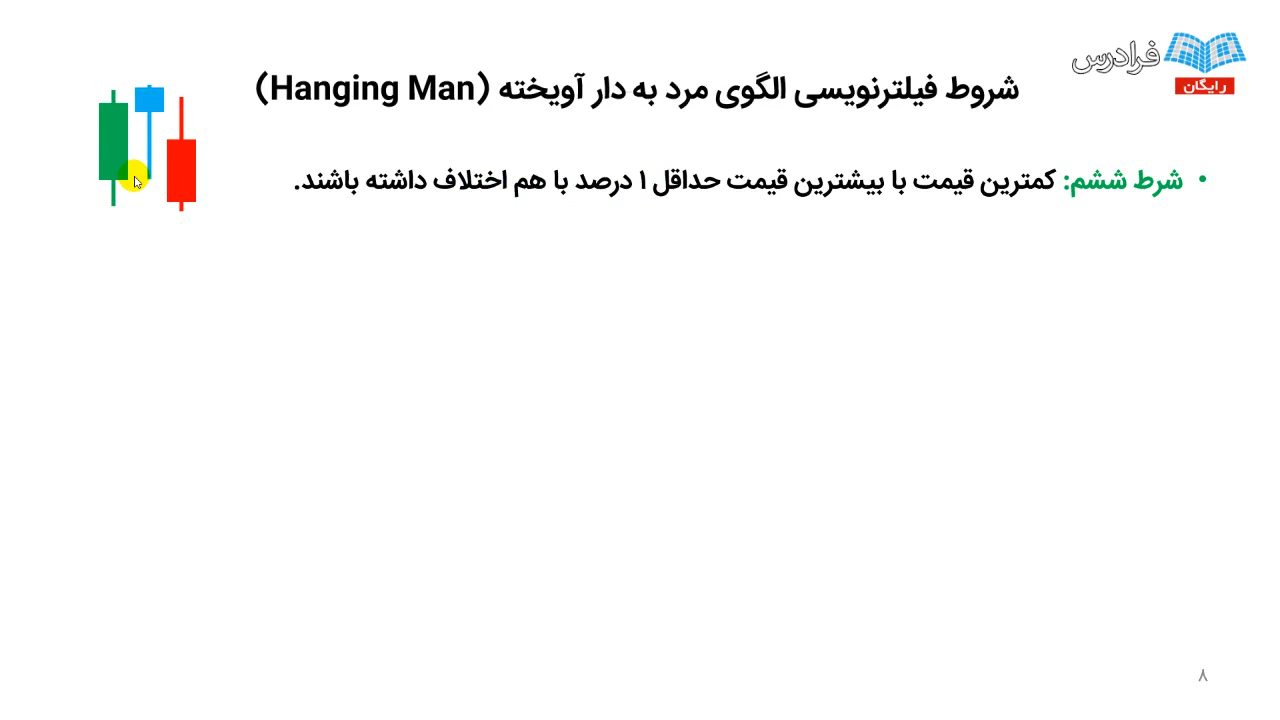 فرادرس
رایگان
شروط فیلترنویسی الگوی مرد به دار آویخته (Hanging Man)
• شرط ششم: کمترین قیمت با بیشترین قیمت حداقل ۱ درصد با هم اختلاف داشته باشند.
۸